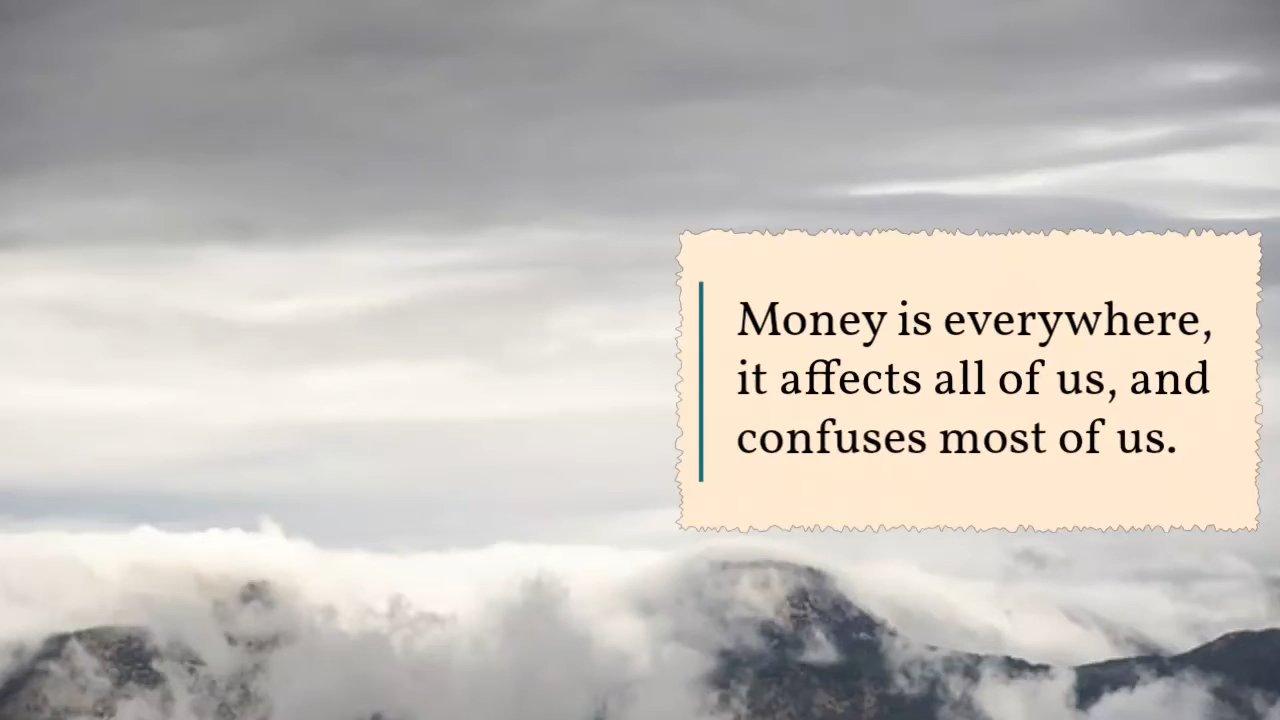 Money is everywhere,
it affects all of us, and
confuses most of us.